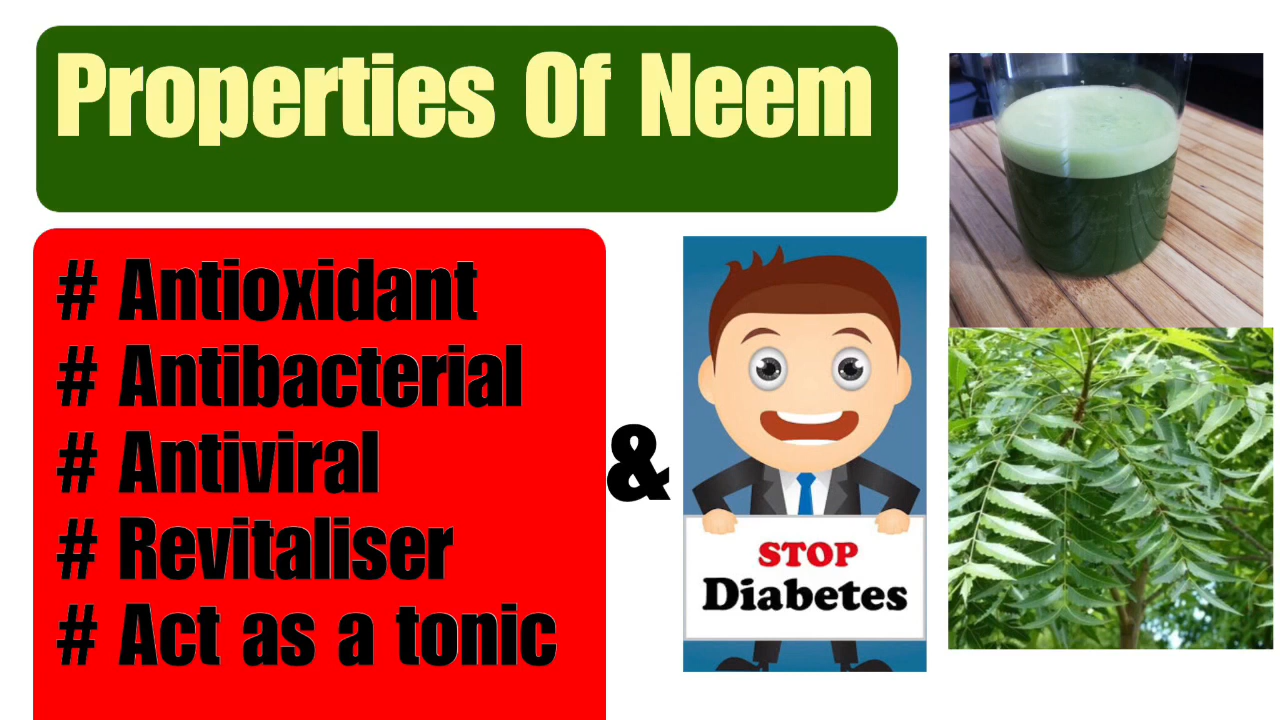 Properties Of Neem
# Antioxidant
# Antibacterial
# Antiviral
# Revitaliser
# Act as a tonic
&
STOP
Diabetes